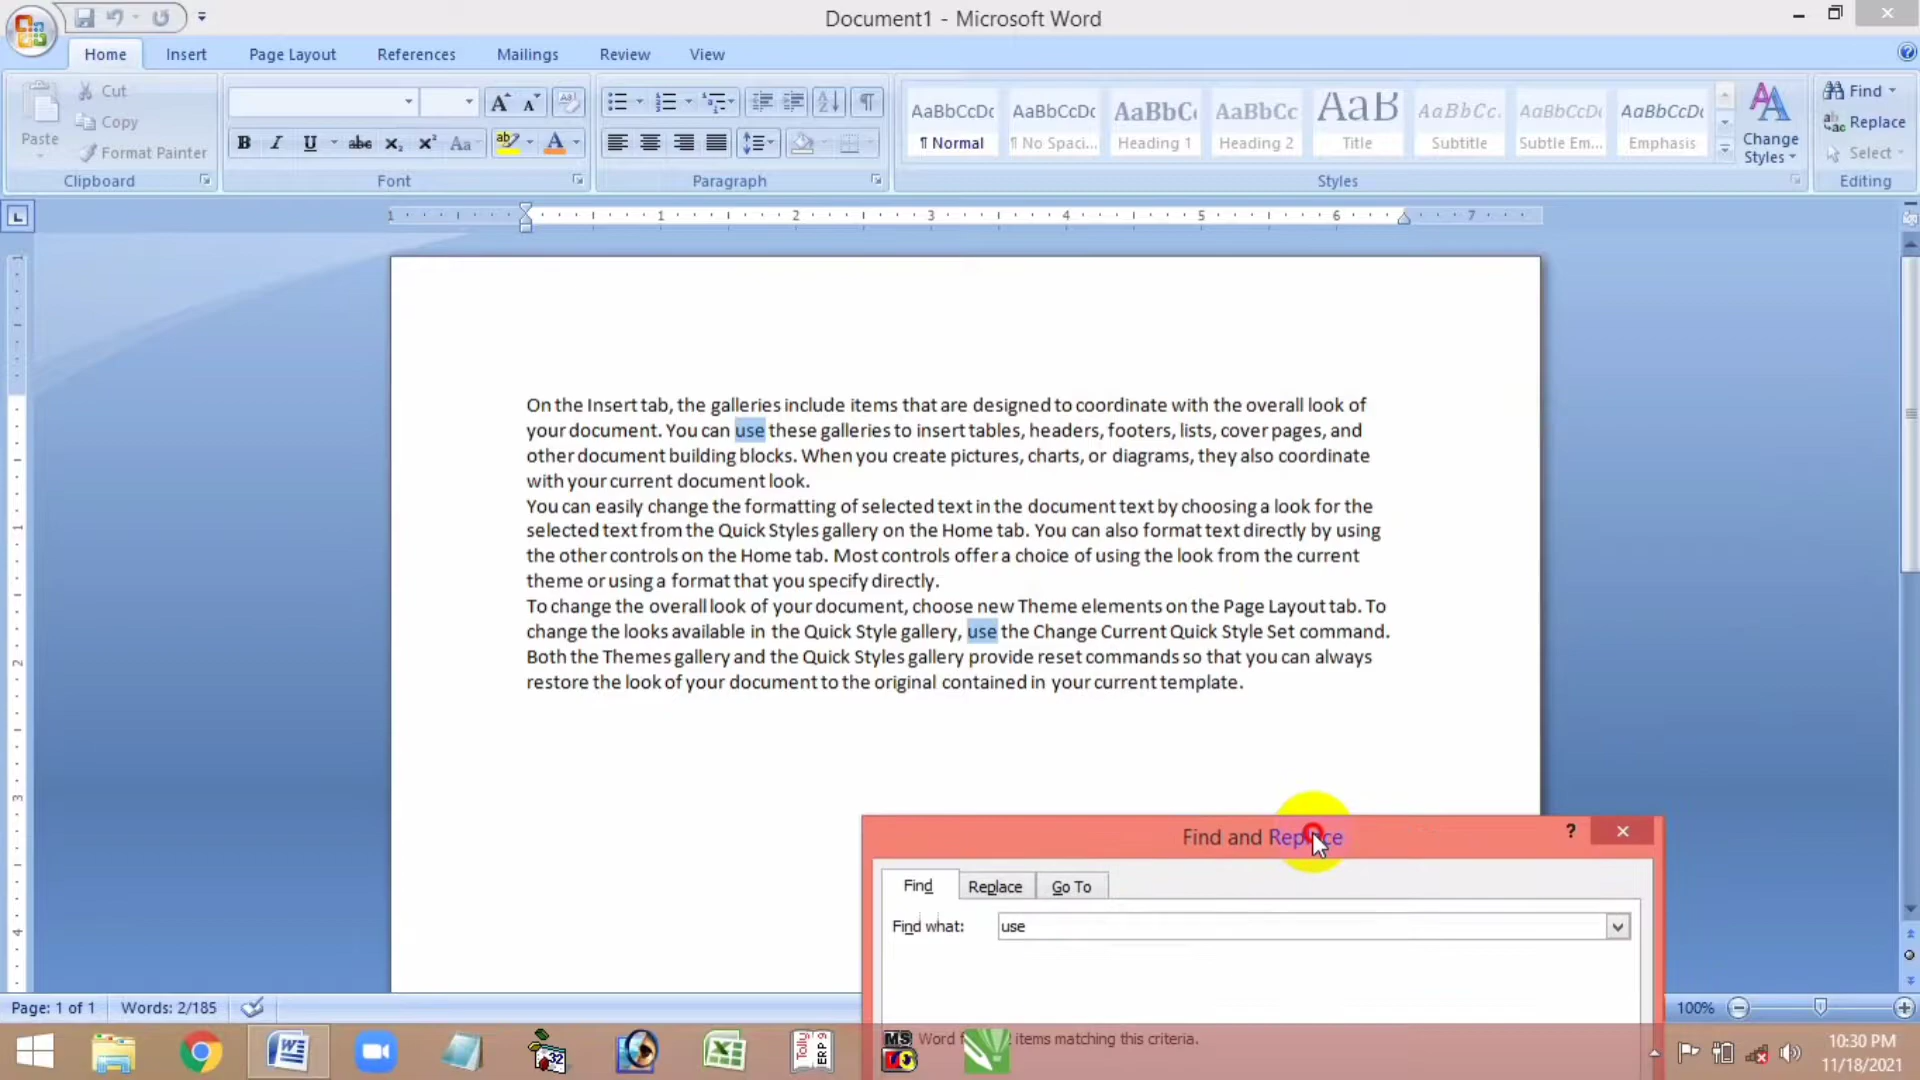 Document1 - Microsoft Word
Home Insert Page Layout References Mailings Review View
Paste
Cut
Copy
Format Painter
Clipboard
Font
Paragraph
AaBbCcDc AaBbCcDc AaBbC AaBbCc AaB AaBbCc. AaBbCcDc AaBbCcDc
¶ Normal ¶ No Spaci... Heading 1 Heading 2 Title Subtitle Subtle Em... Emphasis
Styles
Change
Styles
Find
Replace
Select
Editing
On the Insert tab, the galleries include items that are designed to coordinate with the overall look of
your document. You can use these galleries to insert tables, headers, footers, lists, cover pages, and
other document building blocks. When you create pictures, charts, or diagrams, they also coordinate
with your current document look.
You can easily change the formatting of selected text in the document text by choosing a look for the
selected text from the Quick Styles gallery on the Home tab. You can also format text directly by using
the other controls on the Home tab. Most controls offer a choice of using the look from the current
theme or using a format that you specify directly.
To change the overall look of your document, choose new Theme elements on the Page Layout tab. To
change the looks available in the Quick Style gallery, use the Change Current Quick Style Set command.
Both the Themes gallery and the Quick Styles gallery provide reset commands so that you can always
restore the look of your document to the original contained in your current template.
Find and Replace
Find Replace Go To
Find what: use
Word items matching this criteria.
Page: 1 of 1 Words: 2/185 100%
10:30 PM
11/18/2021